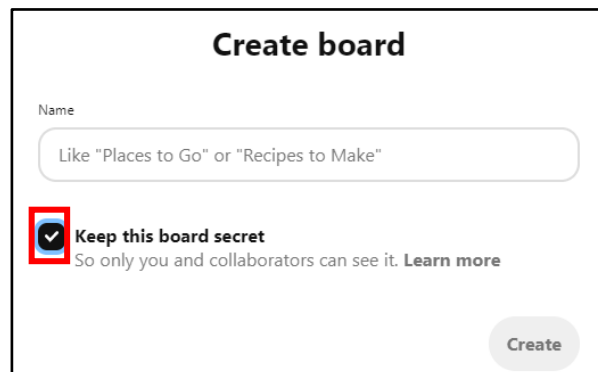 Create board
Name
Like "Places to Go" or "Recipes to Make"
Keep this board secret
So only you and collaborators can see it. Learn more
Create